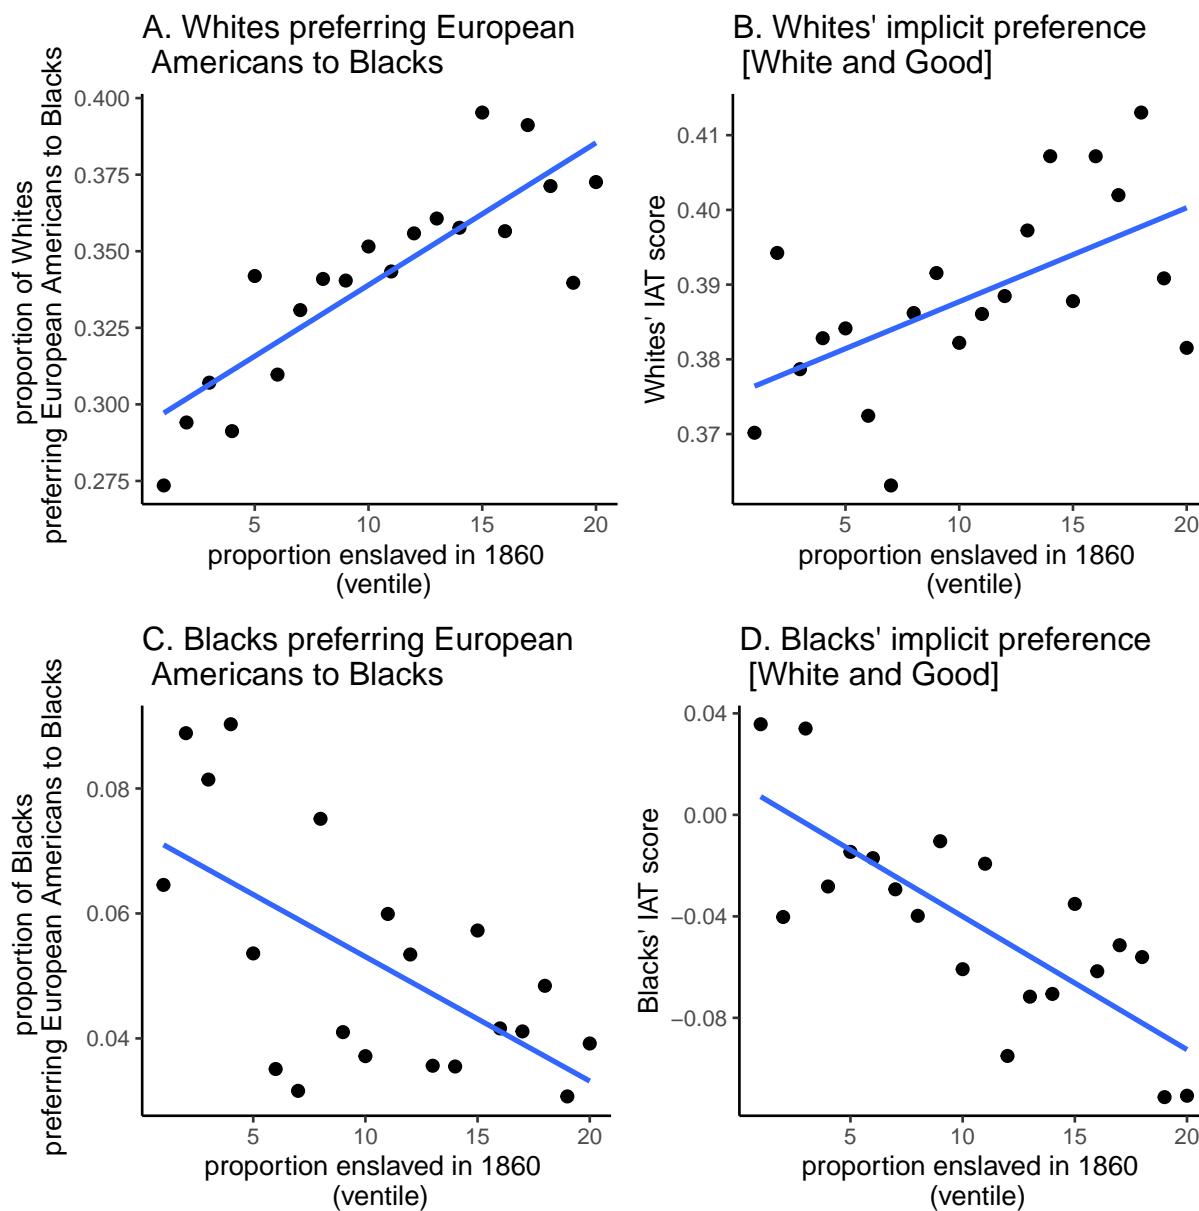 A. Whites preferring European
Americans to Blacks
proportion of Whites
preferring European Americans to Blacks
0.400
0.375
0.350
0.325
0.300
0.275
5
10
15
20
proportion enslaved in 1860
(ventile)
B. Whites' implicit preference
[White and Good]
Whites' IAT score
0.41
0.40
0.39
0.38
0.37
5
10
15
20
proportion enslaved in 1860
(ventile)
C. Blacks preferring European
Americans to Blacks
proportion of Blacks
preferring European Americans to Blacks
0.08
0.06
0.04
5
10
15
20
proportion enslaved in 1860
(ventile)
D. Blacks' implicit preference
[White and Good]
Blacks' IAT score
0.04
0.00
−0.04
−0.08
5
10
15
20
proportion enslaved in 1860
(ventile)